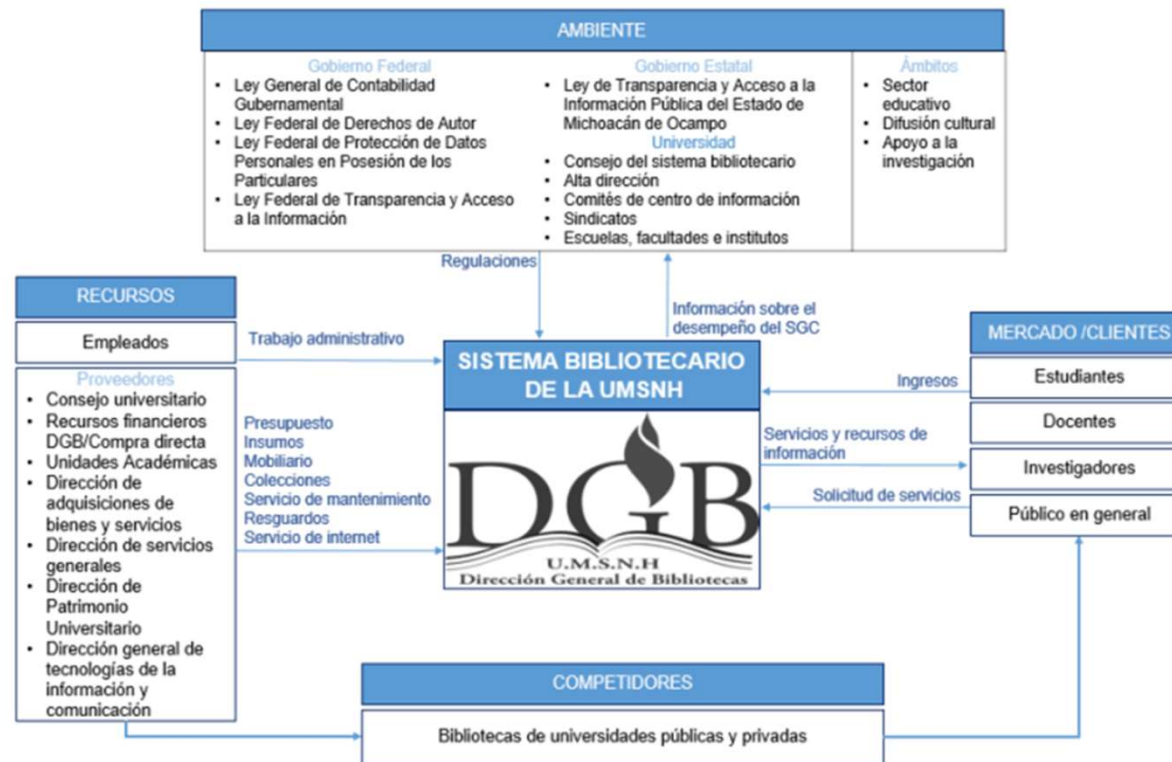 AMBIENTE
Gobierno Federal
• Ley General de Contabilidad
Gubernamental
• Ley Federal de Derechos de Autor
• Ley Federal de Protección de Datos
Personales en Posesión de los
Particulares
• Ley Federal de Transparencia y Acceso
a la Información
Gobierno Estatal
• Ley de Transparencia y Acceso a la
Información Pública del Estado de
Michoacán de Ocampo
Universidad
• Consejo del sistema bibliotecario
• Alta dirección
• Comités de centro de información
• Sindicatos
• Escuelas, facultades e institutos
Ámbitos
• Sector
educativo
• Difusión cultural
• Apoyo a la
investigación
Regulaciones
Información sobre el
desempeño del SGC
RECURSOS
Empleados
Proveedores
• Consejo universitario
• Recursos financieros
DGB/Compra directa
• Unidades Académicas
• Dirección de
adquisiciones de
bienes y servicios
• Dirección de servicios
generales
• Dirección de
Patrimonio
Universitario
• Dirección general de
tecnologías de la
información y
comunicación
Trabajo administrativo
Presupuesto
Insumos
Mobiliario
Colecciones
Servicio de mantenimiento
Resguardos
Servicio de internet
SISTEMA BIBLIOTECARIO
DE LA UMSNH
DGB
U.M.S.N.H
Dirección General de Bibliotecas
Ingresos
Servicios y recursos de
información
Solicitud de servicios
MERCADO /CLIENTES
Estudiantes
Docentes
Investigadores
Público en general
COMPETIDORES
Bibliotecas de universidades públicas y privadas